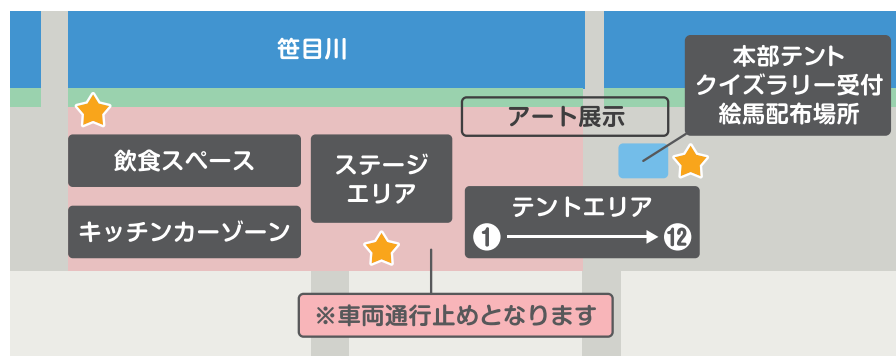 笹目川
本部テント
クイズラリー受付
絵馬配布場所
アート展示
飲食スペース
ステージ
エリア
キッチンカーゾーン
テントエリア
1 12
※車両通行止めとなります